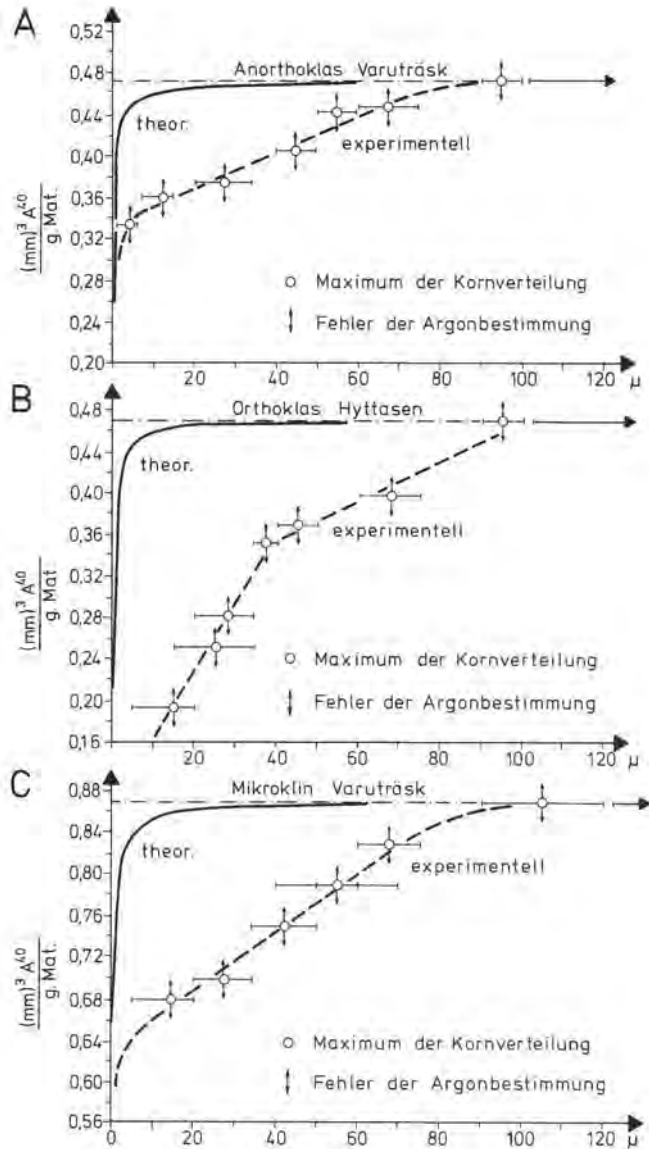 A
0,52
0,48
Anorthoklas Varuträsk
0,44
theor.
0,40
experimentell
0,36
0,32
(mm)³ A⁴⁰
g. Mat.
0,28
Maximum der Kornverteilung
0,24
Fehler der Argonbestimmung
0,20
20 40 60 80 100 120 μ
B
0,48
Orthoklas Hyttåsen
theor.
0,40
0,36
experimentell
0,32
(mm)³ A⁴⁰
g. Mat.
0,28
0,24
Maximum der Kornvertilung
0,20
Fehler der Argonbestimmung
0,16
20 40 60 80 100 120 μ
C
0,88
Mikroklin Varuträsk
0,84
theor.
experimentell
0,80
0,76
0,72
(mm)³ A⁴⁰
g. Mat.
0,68
0,64
Maximum der Kornverteilung
0,60
Fehler der Argonbestimmung
0,56
0 20 40 60 80 100 120 μ